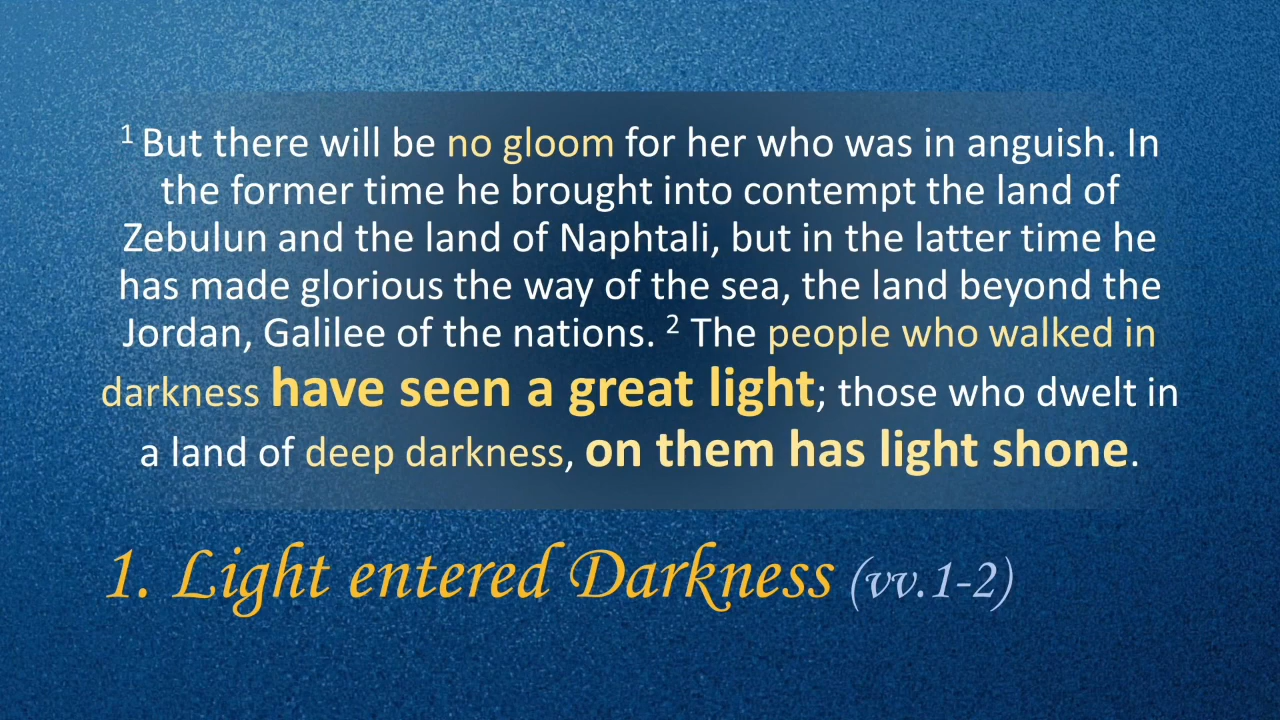 1 But there will be no gloom for her who was in anguish. In
the former time he brought into contempt the land of
Zebulun and the land of Naphtali, but in the latter time he
has made glorious the way of the sea, the land beyond the
Jordan, Galilee of the nations. 2 The people who walked in
darkness have seen a great light; those who dwelt in
a land of deep darkness, on them has light shone.
1. Light entered Darkness (vv.1-2)